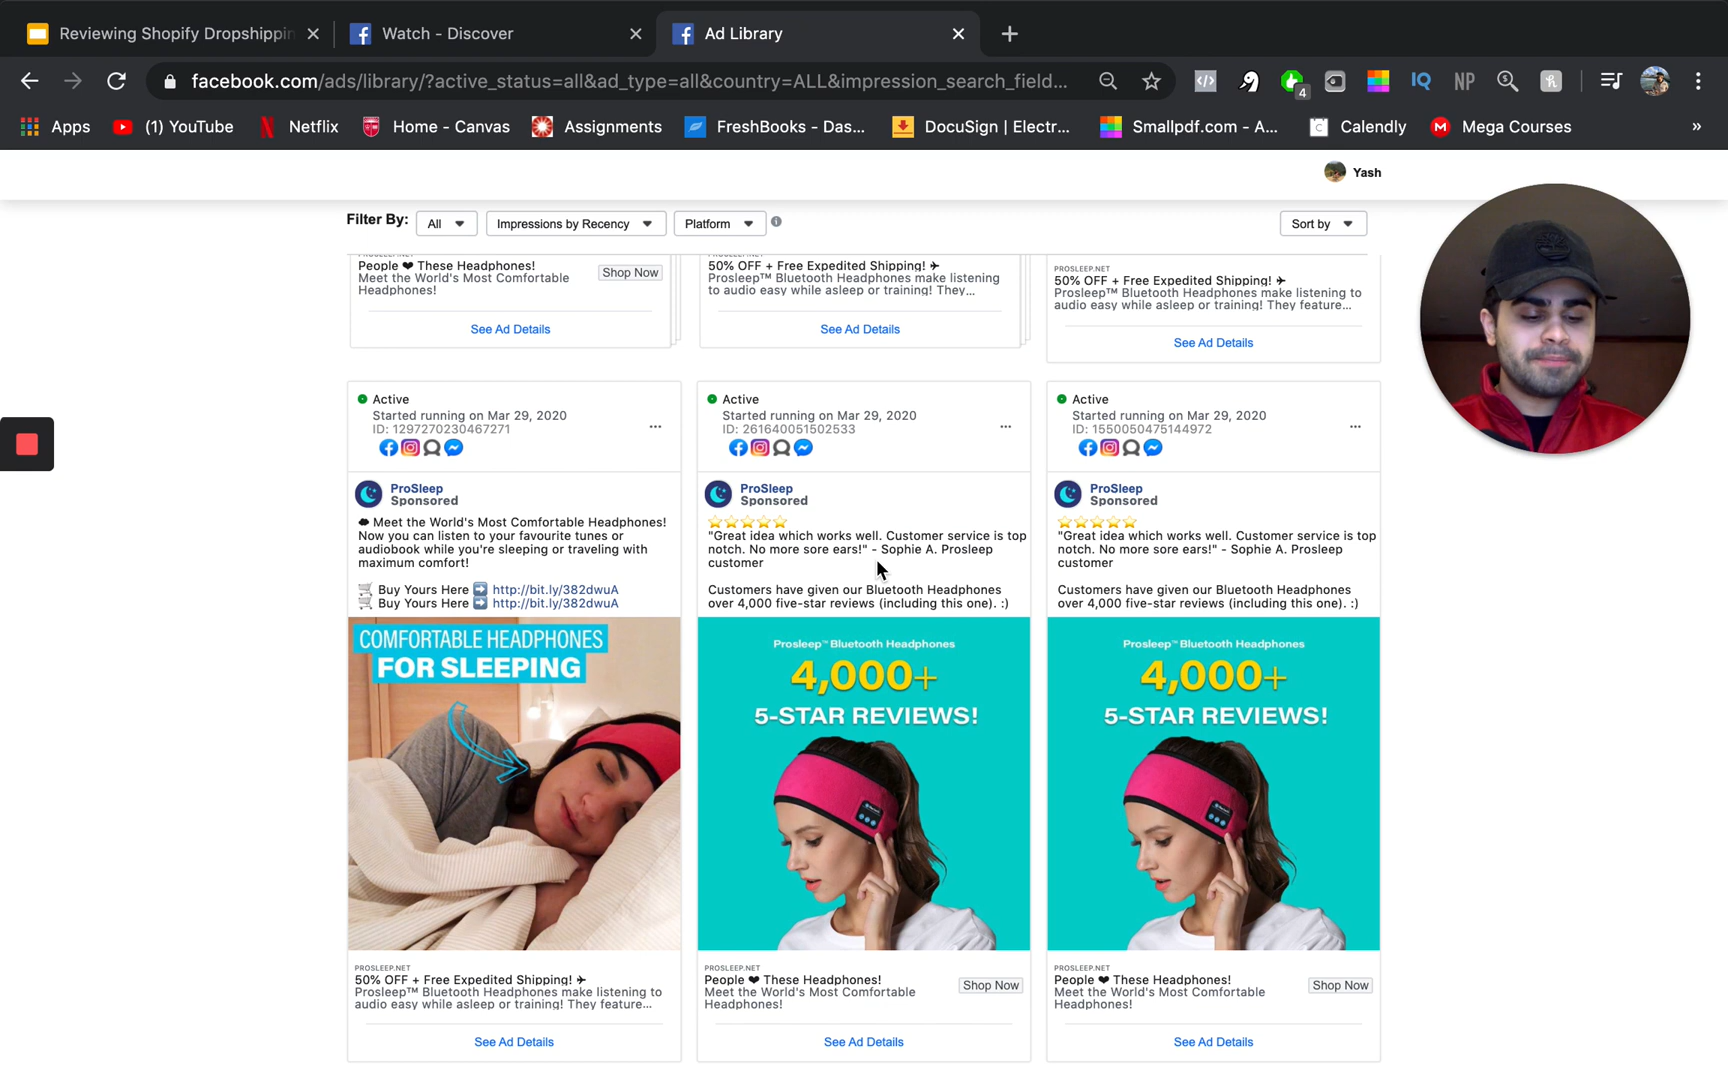 Reviewing Shopify Dropshippin
Watch - Discover
Ad Library
facebook.com/ads/library/?active_status=all&ad_type=all&country=ALL&impression_search_field...
4
IQ
NP
Apps
(1) YouTube
Netflix
Home - Canvas
Assignments
FreshBooks - Das...
DocuSign | Electr...
Smallpdf.com - A...
Calendly
Mega Courses
»
Yash
Filter By:
All
Impressions by Recency
Platform
Sort by
People ❤ These Headphones!
Meet the World's Most Comfortable
Headphones!
Shop Now
See Ad Details
50% OFF + Free Expedited Shipping! ✈
Prosleep™ Bluetooth Headphones make listening
to audio easy while asleep or training! They...
See Ad Details
PROSLEEP.NET
50% OFF + Free Expedited Shipping! ✈
Prosleep™ Bluetooth Headphones make listening to
audio easy while asleep or training! They feature...
See Ad Details
Active
Started running on Mar 29, 2020
ID: 1297270230467271
...
ProSleep
Sponsored
Meet the World's Most Comfortable Headphones!
Now you can listen to your favourite tunes or
audiobook while you're sleeping or traveling with
maximum comfort!
🛒 Buy Yours Here ➡ http://bit.ly/382dwuA
🛒 Buy Yours Here ➡ http://bit.ly/382dwuA
COMFORTABLE HEADPHONES
FOR SLEEPING
PROSLEEP.NET
50% OFF + Free Expedited Shipping! ✈
Prosleep™ Bluetooth Headphones make listening to
audio easy while asleep or training! They feature...
See Ad Details
Active
Started running on Mar 29, 2020
ID: 261640051502533
...
ProSleep
Sponsored
⭐⭐⭐⭐⭐
"Great idea which works well. Customer service is top
notch. No more sore ears!" - Sophie A. Prosleep
customer
Customers have given our Bluetooth Headphones
over 4,000 five-star reviews (including this one). :)
Prosleep™ Bluetooth Headphones
4,000+
5-STAR REVIEWS!
PROSLEEP.NET
People ❤ These Headphones!
Meet the World's Most Comfortable
Headphones!
Shop Now
See Ad Details
Active
Started running on Mar 29, 2020
ID: 1550050475144972
...
ProSleep
Sponsored
⭐⭐⭐⭐⭐
"Great idea which works well. Customer service is top
notch. No more sore ears!" - Sophie A. Prosleep
customer
Customers have given our Bluetooth Headphones
over 4,000 five-star reviews (including this one). :)
Prosleep™ Bluetooth Headphones
4,000+
5-STAR REVIEWS!
PROSLEEP.NET
People ❤ These Headphones!
Meet the World's Most Comfortable
Headphones!
Shop Now
See Ad Details